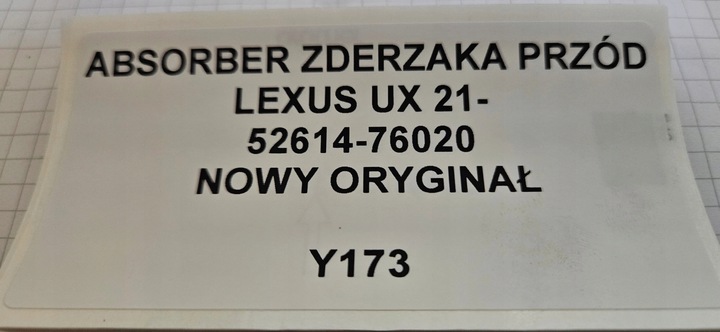 ABSORBER ZDERZAKA PRZÓD
LEXUS UX 21-
52614-76020
NOWY ORYGINAŁ
Y173